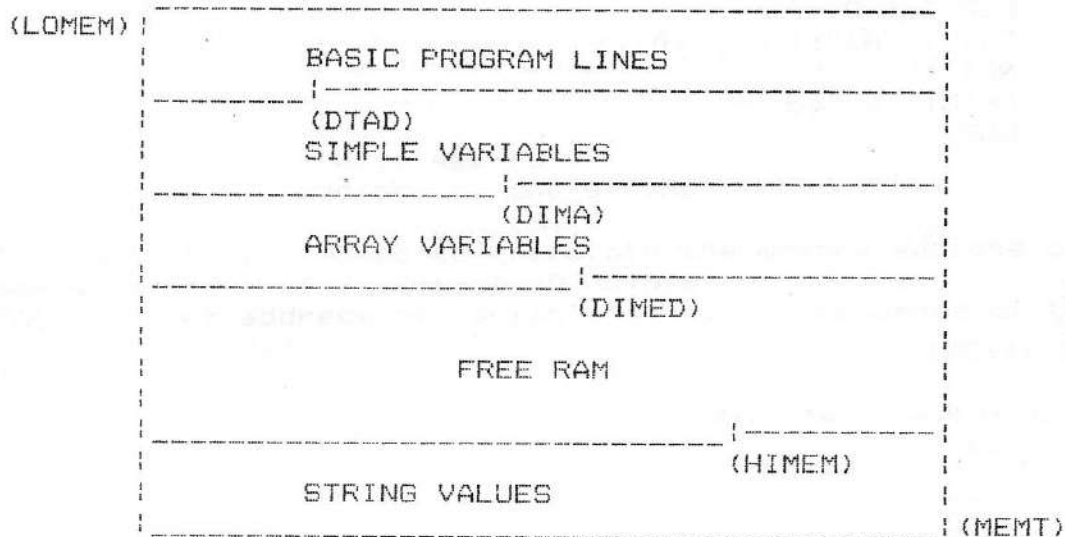 (LOMEM)
BASIC PROGRAM LINES
(DTAD)
SIMPLE VARIABLES
(DIMA)
ARRAY VARIABLES
(DIMED)
FREE RAM
(HIMEM)
STRING VALUES
(MEMT)